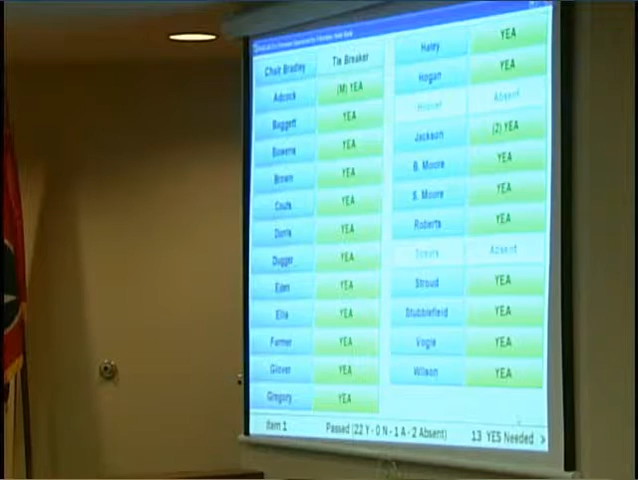 Chair Bradley Tie Breaker
Adcock (M) YEA
Baggett YEA
Bowens YEA
Brown YEA
Couts YEA
Dorris YEA
Dugger YEA
Eden YEA
Ellis YEA
Farmer YEA
Glover YEA
Gregory YEA
Haley YEA
Hogan YEA
Absent
Jackson (2) YEA
B. Moore YEA
S. Moore YEA
Roberts YEA
Absent
Stroud YEA
Stubblefield YEA
Vogle YEA
Wilson YEA
Item 1 Passed (22 Y - 0 N - 1 A - 2 Absent) 13 YES Needed >